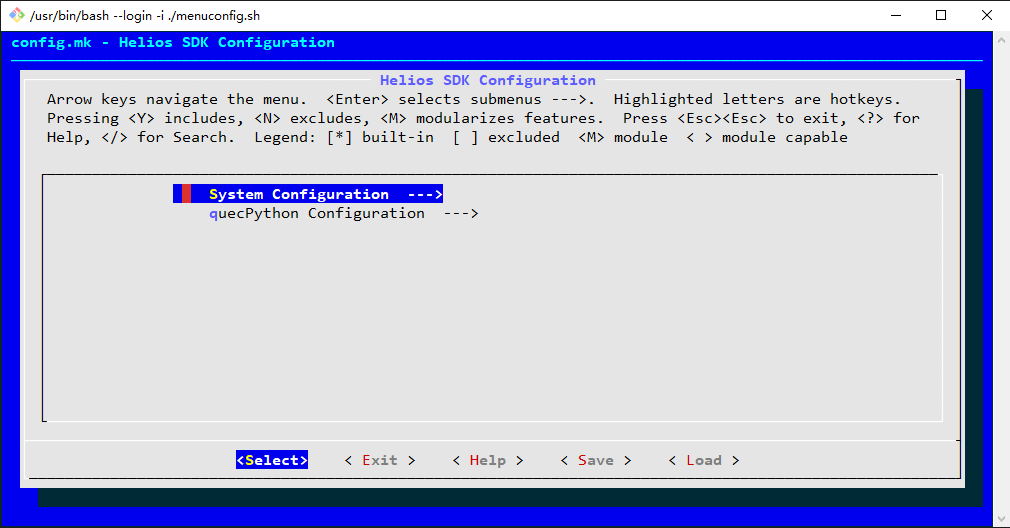 /usr/bin/bash --login -i ./menuconfig.sh
config.mk - Helios SDK Configuration
Helios SDK Configuration
Arrow keys navigate the menu.  <Enter> selects submenus --->.  Highlighted letters are hotkeys.
Pressing <Y> includes, <N> excludes, <M> modularizes features.  Press <Esc><Esc> to exit, <?> for
Help, </> for Search.  Legend: [*] built-in  [ ] excluded  <M> module  < > module capable
System Configuration  --->
quecPython Configuration  --->
<Select>    < Exit >    < Help >    < Save >    < Load >